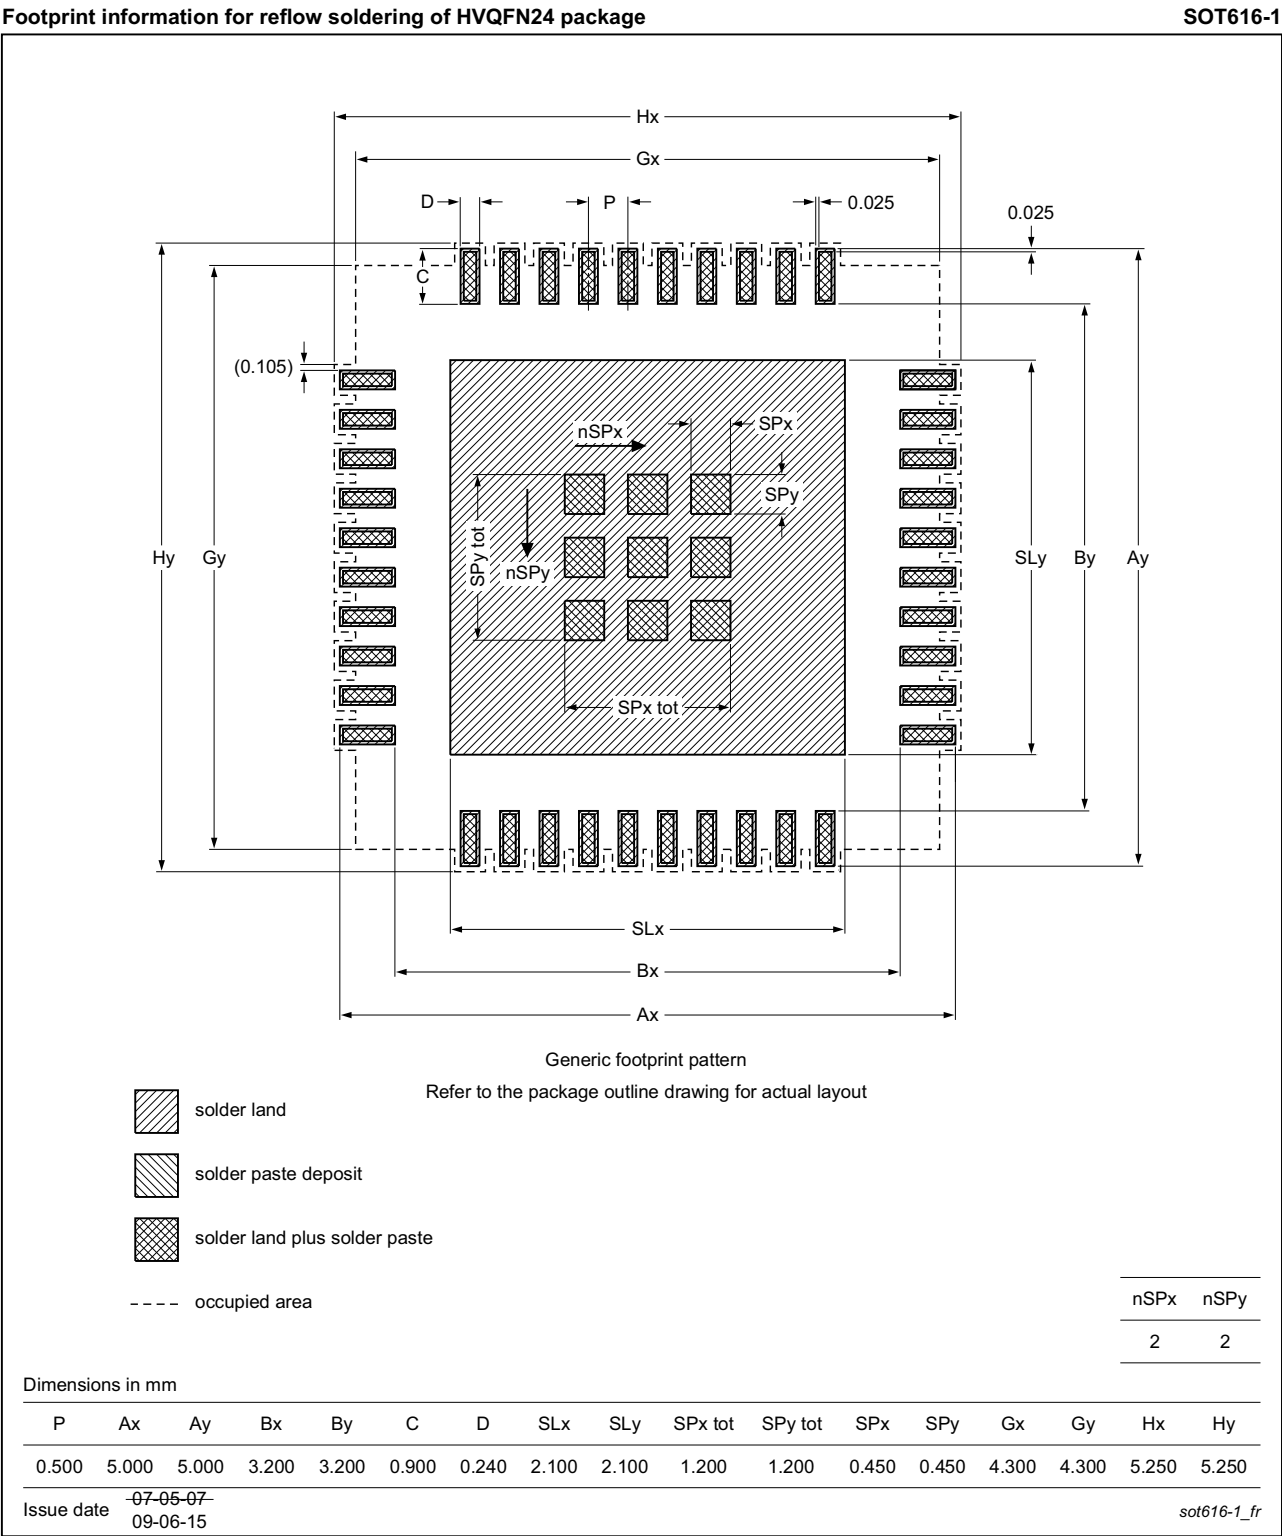 Footprint information for reflow soldering of HVQFN24 package SOT616-1
Hx
Gx
D P 0.025 0.025
C
(0.105)
nSPx SPx
SPy
SPy tot
nSPy
Hy Gy SLy By Ay
SPx tot
SLx
Bx
Ax
Generic footprint pattern
Refer to the package outline drawing for actual layout
solder land
solder paste deposit
solder land plus solder paste
occupied area
nSPx nSPy
2 2
Dimensions in mm
P Ax Ay Bx By C D SLx SLy SPx tot SPy tot SPx SPy Gx Gy Hx Hy
0.500 5.000 5.000 3.200 3.200 0.900 0.240 2.100 2.100 1.200 1.200 0.450 0.450 4.300 4.300 5.250 5.250
Issue date 07-05-07
09-06-15
sot616-1_fr